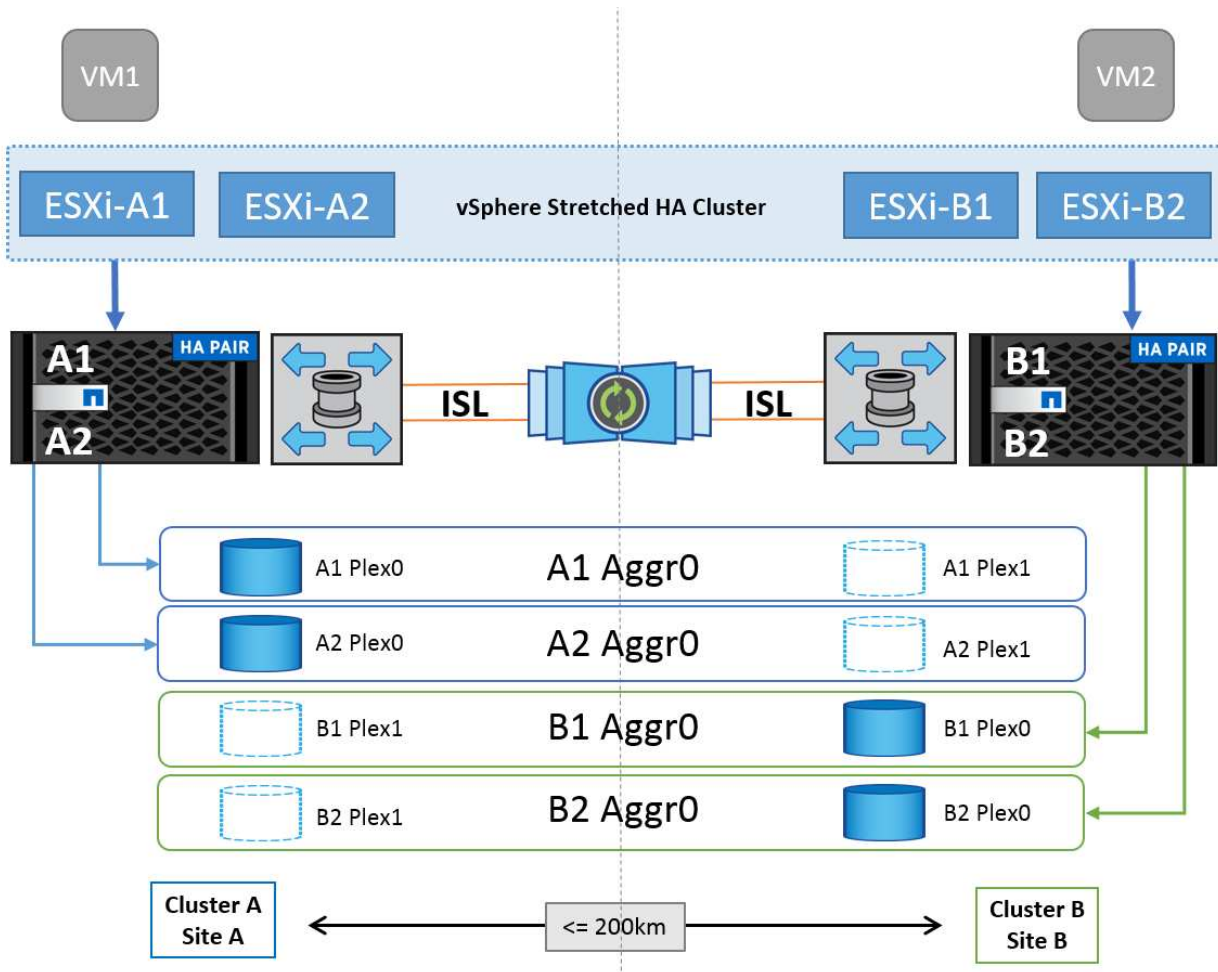 VM1
VM2
ESXi-A1
ESXi-A2
vSphere Stretched HA Cluster
ESXi-B1
ESXi-B2
A1
HA PAIR
A2
ISL
ISL
B1
HA PAIR
B2
A1 Plex0
A1 Aggr0
A1 Plex1
A2 Plex0
A2 Aggr0
A2 Plex1
B1 Plex1
B1 Aggr0
B1 Plex0
B2 Plex1
B2 Aggr0
B2 Plex0
Cluster A
Site A
<= 200km
Cluster B
Site B